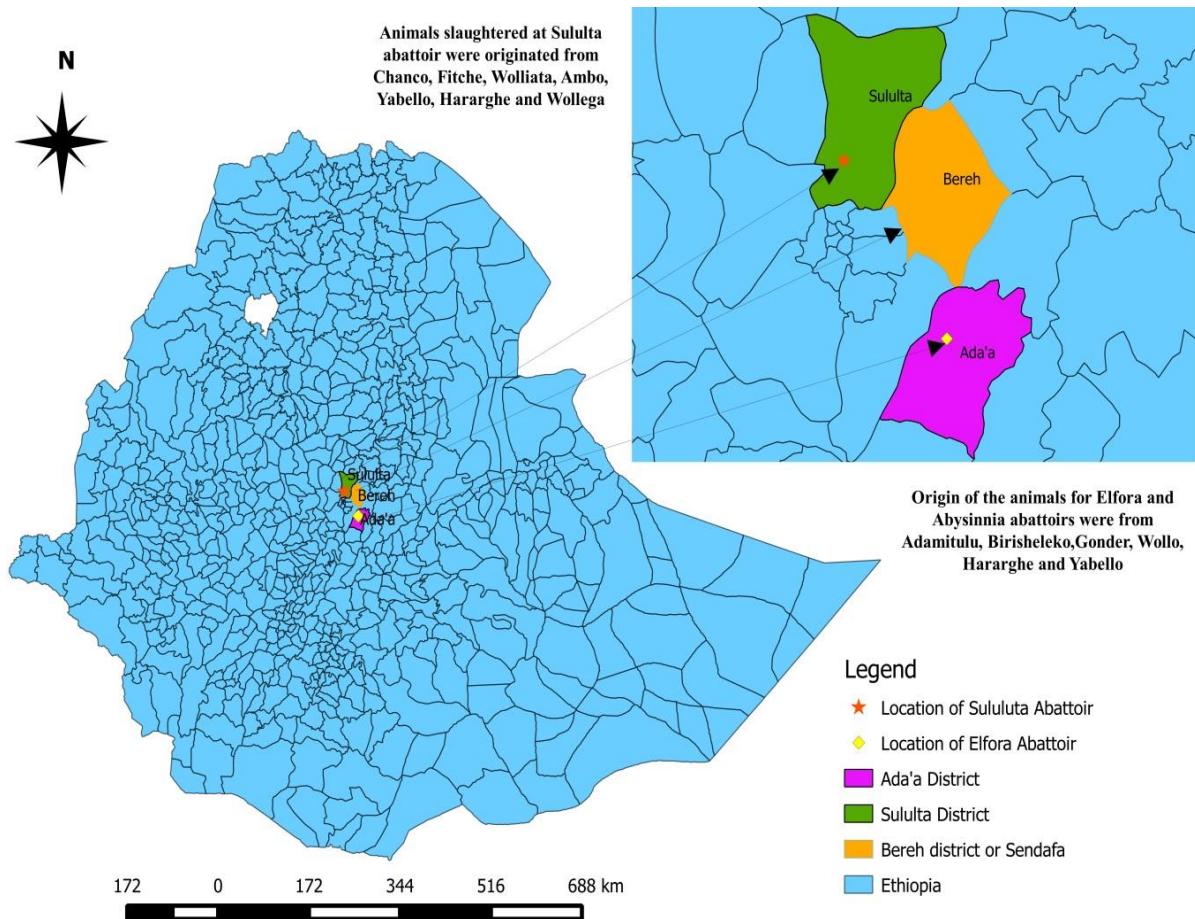 Animals slaughtered at Sululta
abattoir were originated from
Chanco, Fitche, Wolliata, Ambo,
Yabello, Hararghe and Wollega
N
Sululta
Bereh
Ada'a
Sululta
Bereh
Ada'a
Origin of the animals for Elfora and
Abysinnia abattoirs were from
Adamitulu, Birisheleko,Gonder, Wollo,
Hararghe and Yabello
Legend
Location of Sululuta Abattoir
Location of Elfora Abattoir
Ada'a District
Sululta District
Bereh district or Sendafa
Ethiopia
172 0 172 344 516 688 km